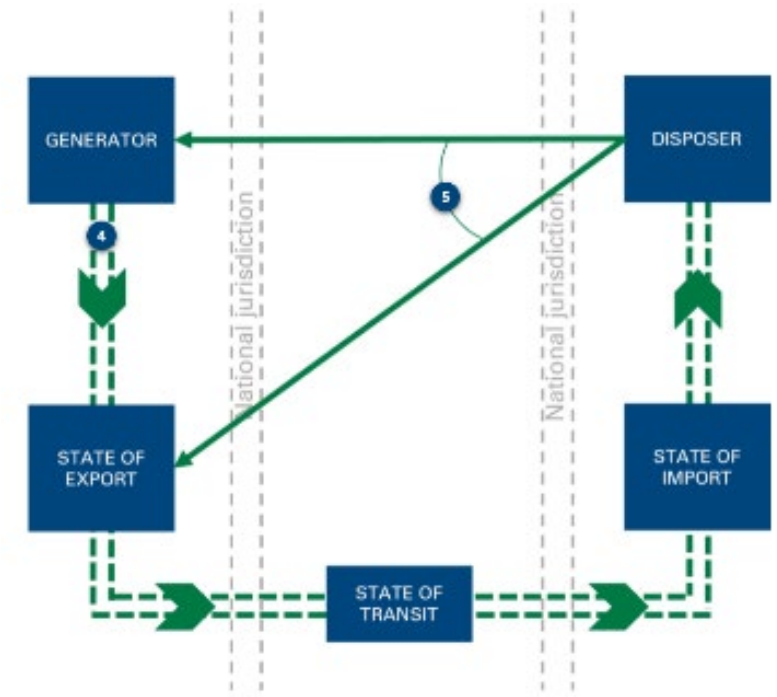 GENERATOR
DISPOSER
5
4
National jurisdiction
National jurisdiction
STATE OF
EXPORT
STATE OF
IMPORT
STATE OF
TRANSIT